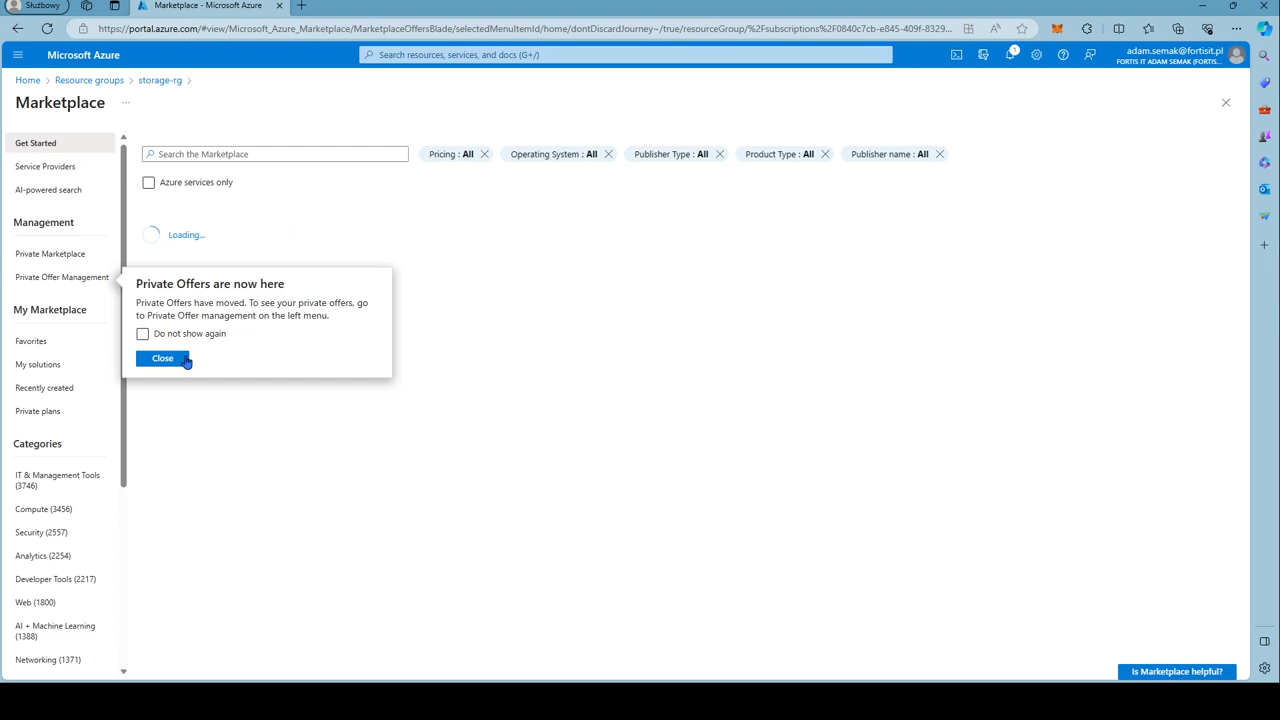 Służbowy
Marketplace - Microsoft Azure
https://portal.azure.com/#view/Microsoft_Azure_Marketplace/MarketplaceOffersBlade/selectedMenuItemId/home/dontDiscardJourney~/true/resourceGroup/%2Fsubscriptions%2F0840c7cb-e845-409f-8329...
Microsoft Azure
Search resources, services, and docs (G+/)
1
adam.semak@fortisit.pl
FORTIS IT ADAM SEMAK (FORTIS...
Home > Resource groups > storage-rg >
Marketplace ...
Get Started
Service Providers
AI-powered search
Management
Private Marketplace
Private Offer Management
My Marketplace
Favorites
My solutions
Recently created
Private plans
Categories
IT & Management Tools
(3746)
Compute (3456)
Security (2557)
Analytics (2254)
Developer Tools (2217)
Web (1800)
AI + Machine Learning
(1388)
Networking (1371)
Search the Marketplace
Pricing : All
Operating System : All
Publisher Type : All
Product Type : All
Publisher name : All
Azure services only
Loading...
Private Offers are now here
Private Offers have moved. To see your private offers, go
to Private Offer management on the left menu.
Do not show again
Close
Is Marketplace helpful?